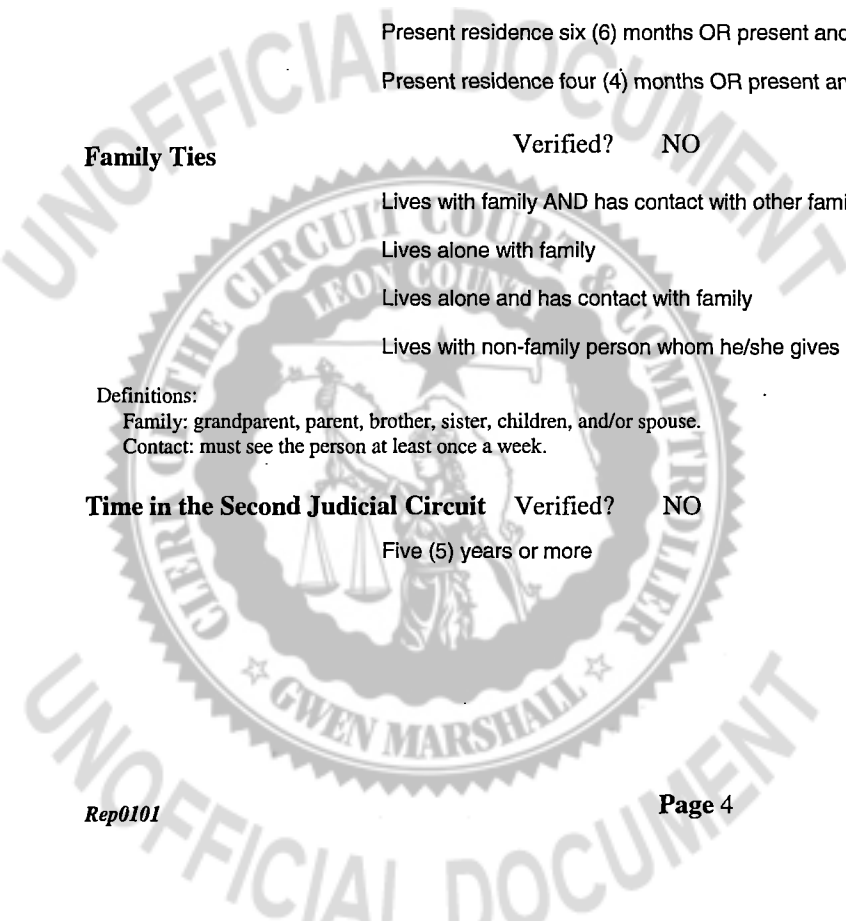 Present residence six (6) months OR present and
Present residence four (4) months OR present an
Family Ties Verified? NO
Lives with family AND has contact with other fami
Lives alone with family
Lives alone and has contact with family
Lives with non-family person whom he/she gives
Definitions:
Family: grandparent, parent, brother, sister, children, and/or spouse.
Contact: must see the person at least once a week.
Time in the Second Judicial Circuit Verified? NO
Five (5) years or more
Rep0101 Page 4
UNOFFICIAL DOCUMENT
CLERK OF THE CIRCUIT COURT & COMPTROLLER
LEON COUNTY
GWEN MARSHALL
UNOFFICIAL DOCUMENT